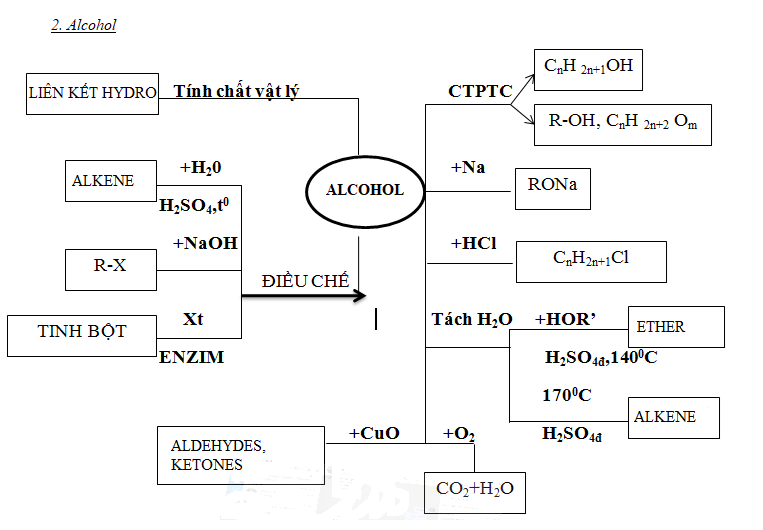 2. Alcohol
LIÊN KẾT HYDRO
Tính chất vật lý
CTPTC
CₙH 2n+1OH
R-OH, CₙH 2n+2 Oₘ
ALKENE
+H₂0
H₂SO₄,t⁰
ALCOHOL
+Na
RONa
R-X
+NaOH
+HCl
CₙH₂ₙ₊₁Cl
ĐIỀU CHẾ
TINH BỘT
Xt
ENZIM
Tách H₂O
+HOR’
ETHER
H₂SO₄đ,140⁰C
170⁰C
H₂SO₄đ
ALKENE
ALDEHYDES,
KETONES
+CuO
+O₂
CO₂+H₂O